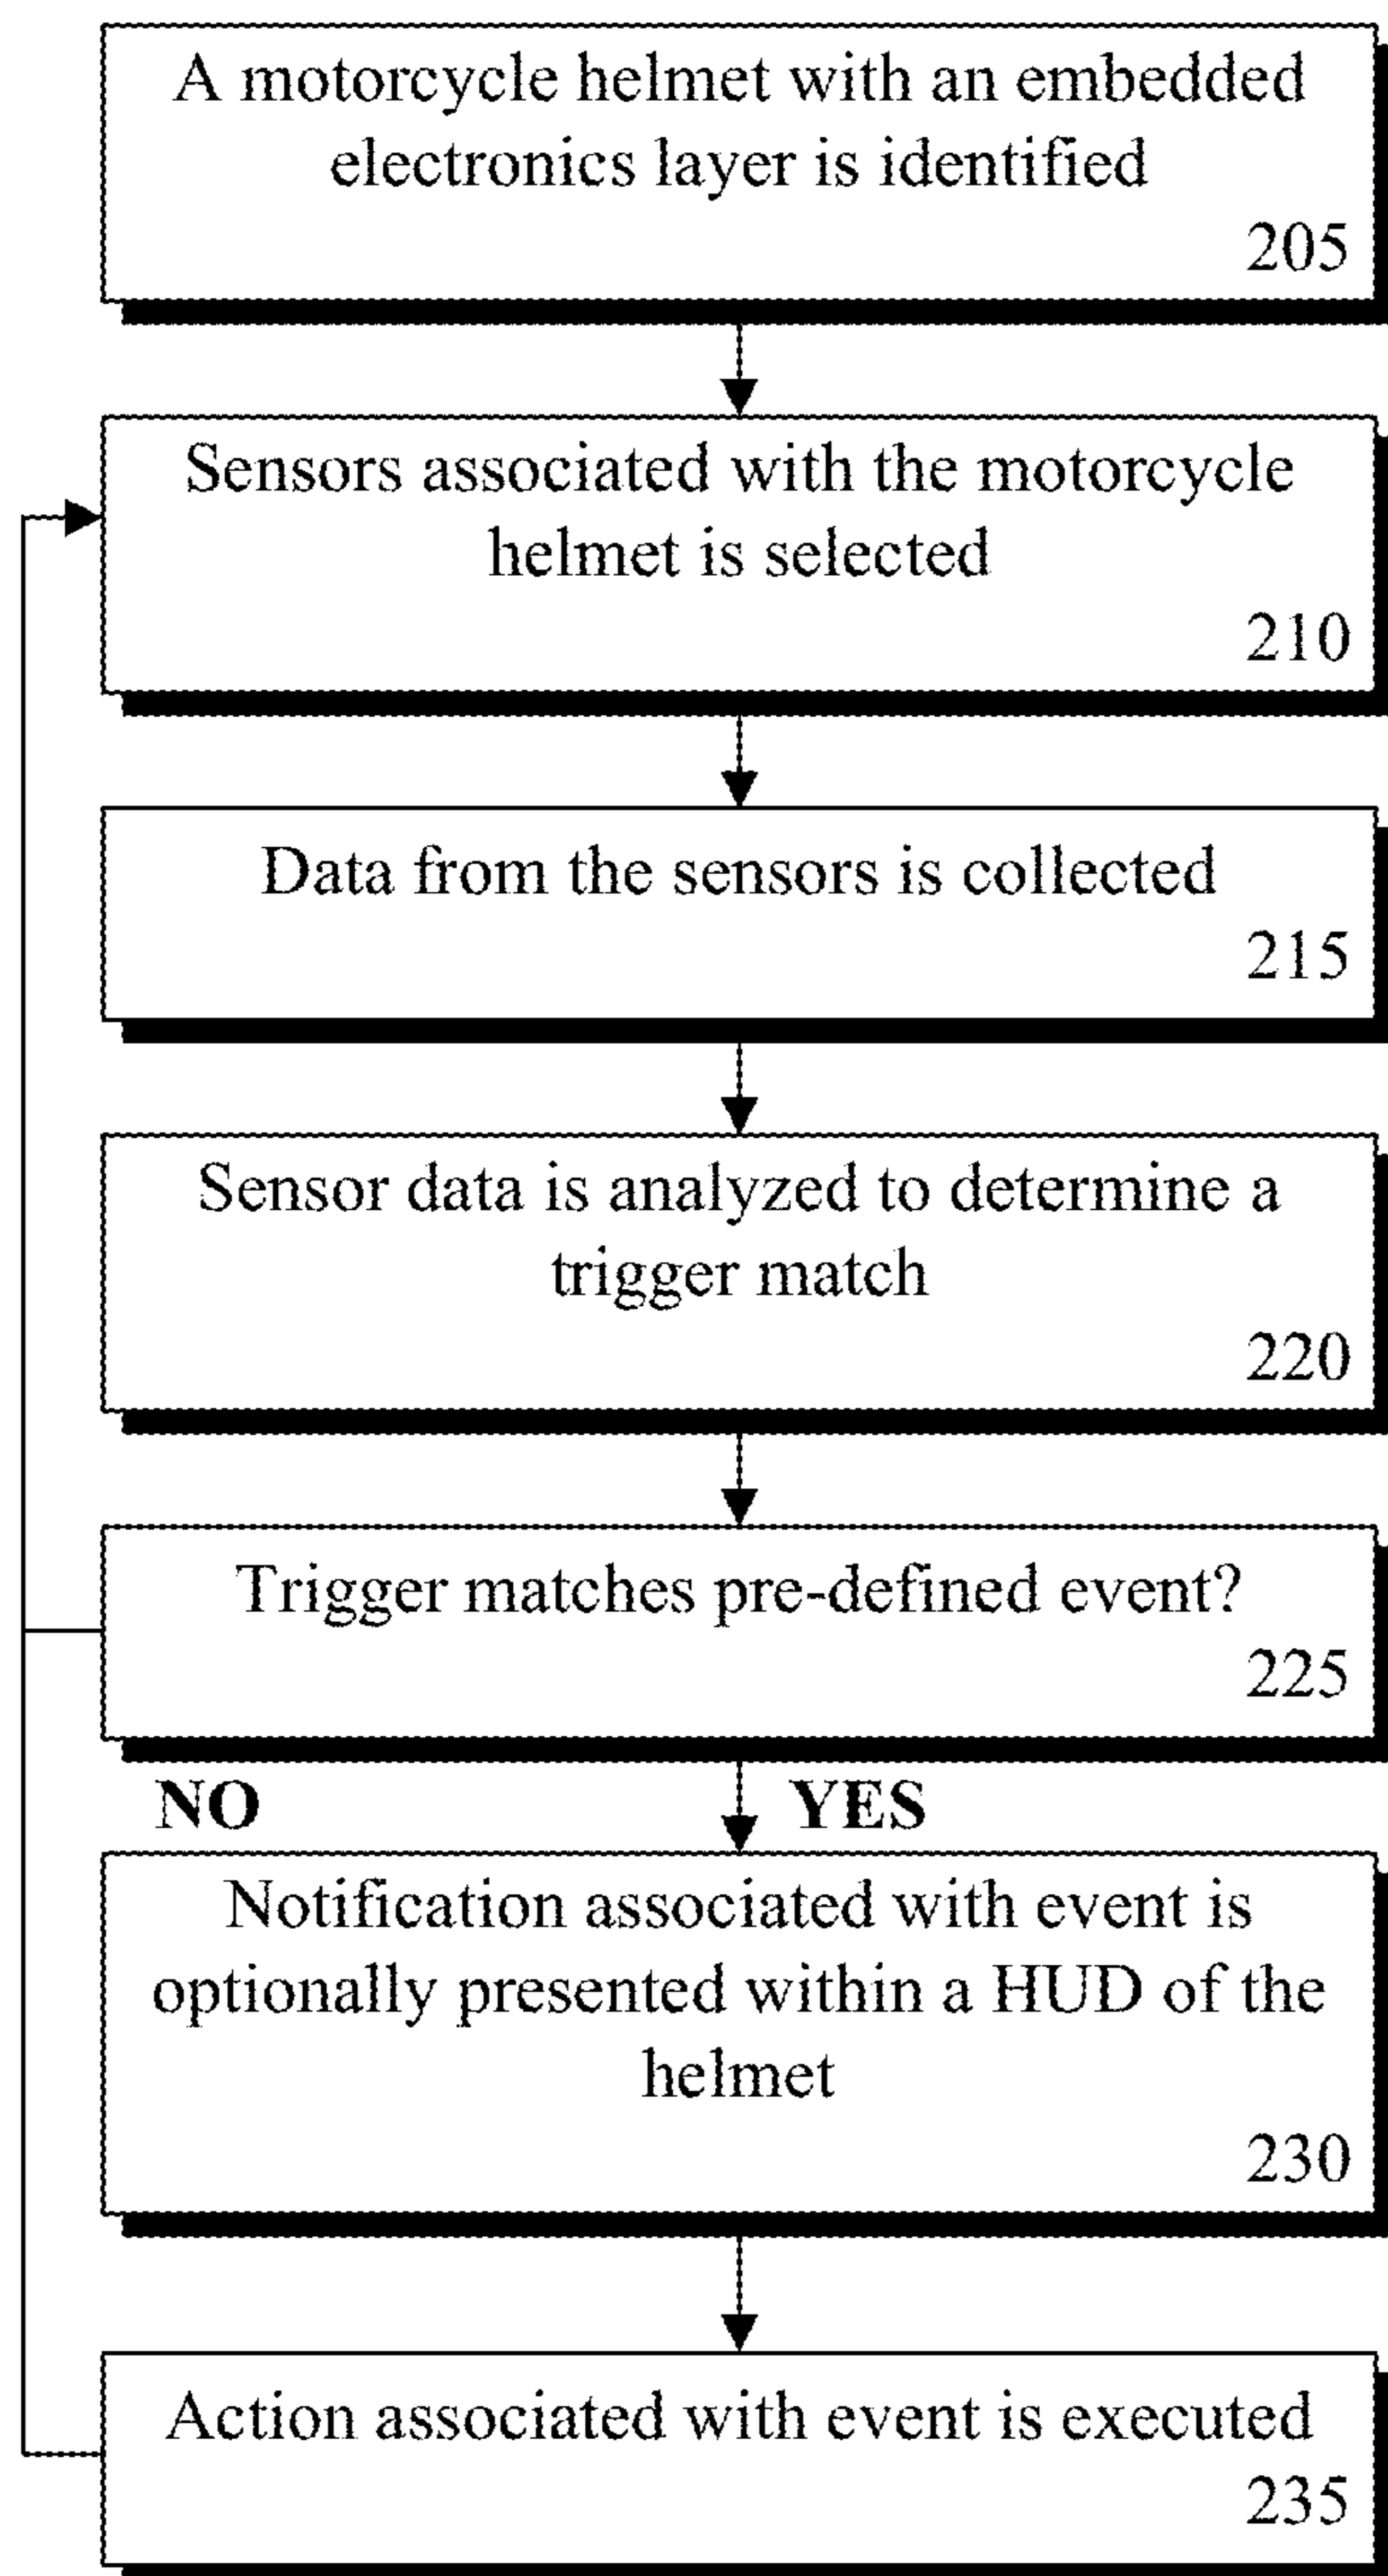 A motorcycle helmet with an embedded
electronics layer is identified
205
Sensors associated with the motorcycle
helmet is selected
210
Data from the sensors is collected
215
Sensor data is analyzed to determine a
trigger match
220
Trigger matches pre-defined event?
225
NO
YES
Notification associated with event is
optionally presented within a HUD of the
helmet
230
Action associated with event is executed
235